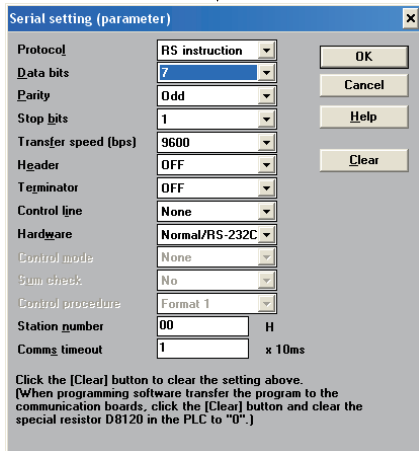 Serial setting (parameter)
Protocol RS instruction
OK
Data bits 7
Cancel
Parity Odd
Stop bits 1
Help
Transfer speed (bps) 9600
Header OFF
Clear
Terminator OFF
Control line None
Hardware Normal/RS-232C
Control mode None
Sum check No
Control procedure Format 1
Station number 00 H
Comms timeout 1 x 10ms
Click the [Clear] button to clear the setting above.
(When programming software transfer the program to the
communication boards, click the [Clear] button and clear the
special resistor D8120 in the PLC to "0".)